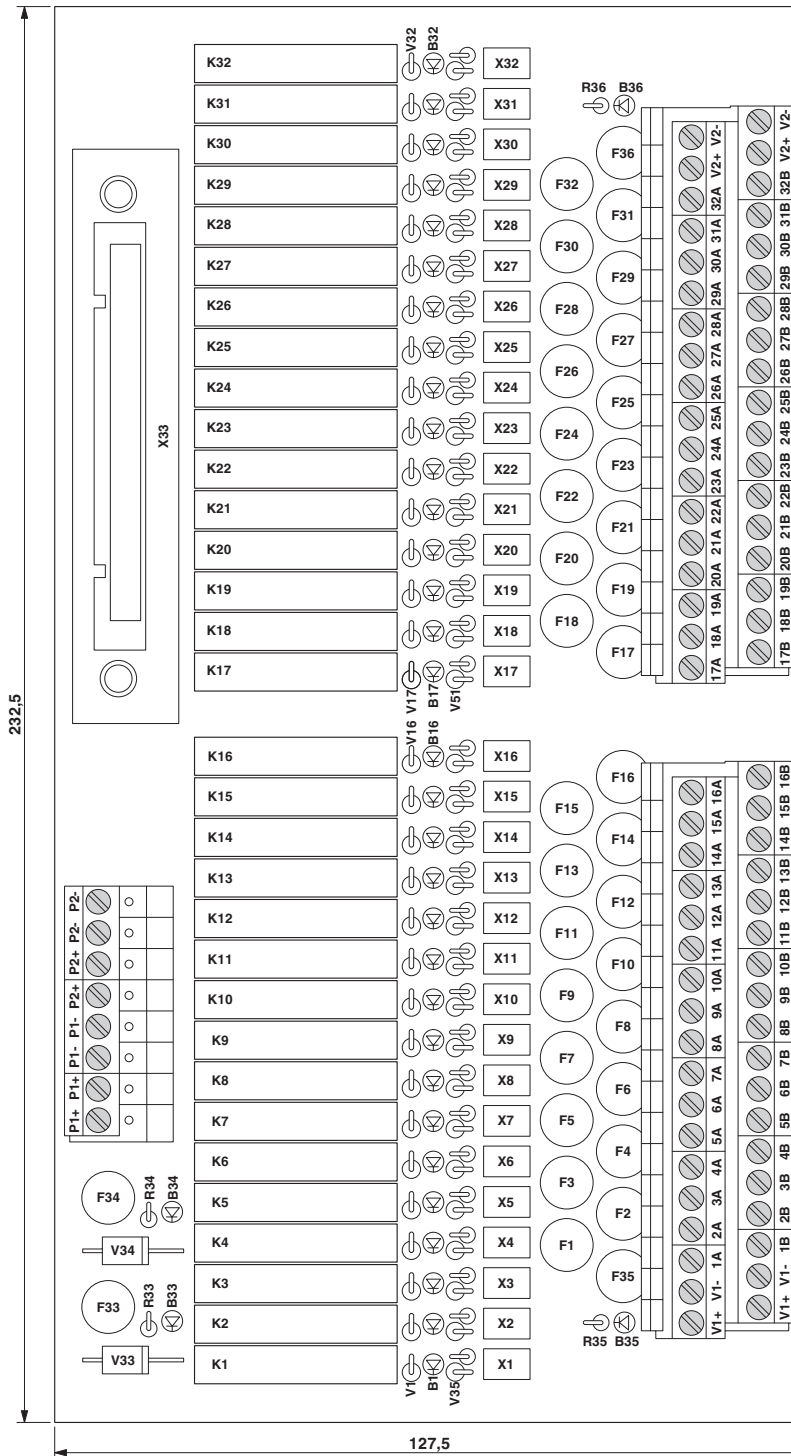 V32 B32
K32 X32
R36 B36
K31 X31
K30 X30 F36
K29 X29 F32
K28 X28 F31
K27 X27 F30
K26 X26 F29
K25 X25 F28
K24 X24 F27
K23 X23 F26
K22 X22 F25
K21 X21 F24
K20 X20 F23
K19 X19 F22
K18 X18 F21
K17 X17 F20
F19
F18
F17
X33
V17 B17 V51
V2- V2+ 32A 31A 30A 29A 28A 27A 26A 25A 24A 23A 22A 21A 20A 19A 18A 17A
V2- V2+ 32B 31B 30B 29B 28B 27B 26B 25B 24B 23B 22B 21B 20B 19B 18B 17B
232,5
V16 B16
K16 X16 F16
K15 X15 F15
K14 X14 F14
K13 X13 F13
K12 X12 F12
K11 X11 F11
K10 X10 F10
K9 X9 F9
K8 X8 F8
K7 X7 F7
K6 X6 F6
K5 X5 F5
K4 X4 F4
K3 X3 F3
K2 X2 F2
K1 X1 F1
F35
R35 B35
V1 B1 V35
P2- P2- P2+ P2+ P1- P1- P1+ P1+
F34 R34 B34
V34
F33 R33 B33
V33
16A 15A 14A 13A 12A 11A 10A 9A 8A 7A 6A 5A 4A 3A 2A 1A V1- V1+
16B 15B 14B 13B 12B 11B 10B 9B 8B 7B 6B 5B 4B 3B 2B 1B V1- V1+
127,5